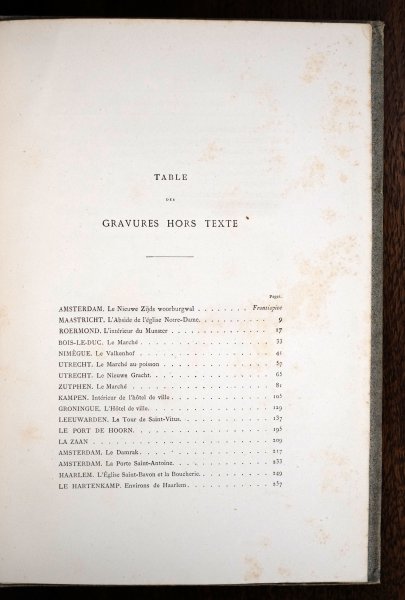 TABLE
DES
GRAVURES HORS TEXTE
Pages.
AMSTERDAM. Le Nieuwe Zijds woorburgwal . . . . . . . . Frontispice
MAASTRICHT. L'Abside de l'église Notre-Dame. . . . . . . . . . 9
ROERMOND. L'intérieur du Munster . . . . . . . . . . . . . 17
BOIS-LE-DUC. Le Marché . . . . . . . . . . . . . . . . 33
NIMÈGUE. Le Valkenhof . . . . . . . . . . . . . . . . 41
UTRECHT. Le Marché au poisson . . . . . . . . . . . . . 57
UTRECHT. Le Nieuwe Gracht. . . . . . . . . . . . . . . 65
ZUTPHEN. Le Marché . . . . . . . . . . . . . . . . . 81
KAMPEN. Intérieur de l'hôtel de ville . . . . . . . . . . . . 105
GRONINGUE. L'Hôtel de ville. . . . . . . . . . . . . . . 129
LEEUWARDEN. La Tour de Saint-Vitus. . . . . . . . . . . . 137
LE PORT DE HOORN. . . . . . . . . . . . . . . . . 195
LA ZAAN . . . . . . . . . . . . . . . . . . . . 209
AMSTERDAM. Le Damrak . . . . . . . . . . . . . . . . 217
AMSTERDAM. La Porte Saint-Antoine. . . . . . . . . . . . . 233
HAARLEM. L'Église Saint-Bavon et la Boucherie. . . . . . . . . 249
LE HARTENKAMP. Environs de Haarlem . . . . . . . . . . . 257